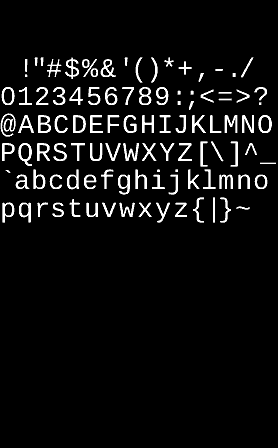 !"#$%&'()*+,-./
0123456789:;<=>?
@ABCDEFGHIJKLMNO
PQRSTUVWXYZ[\]^_
`abcdefghijklmno
pqrstuvwxyz{|}~